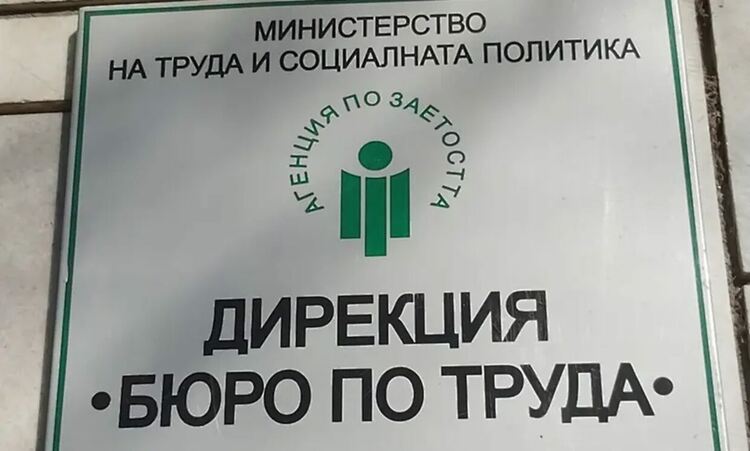 МИНИСТЕРСТВО
НА ТРУДА И СОЦИАЛНАТА ПОЛИТИКА
АГЕНЦИЯ ПО ЗАЕТОСТТА
ДИРЕКЦИЯ
•БЮРО ПО ТРУДА•